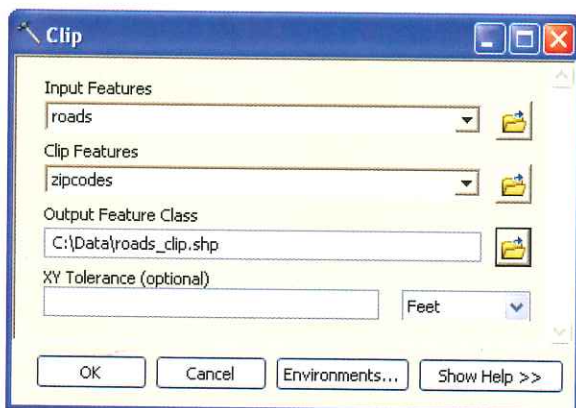 Clip
Input Features
roads
Clip Features
zipcodes
Output Feature Class
C:\Data\roads_clip.shp
XY Tolerance (optional)
Feet
OK Cancel Environments... Show Help >>